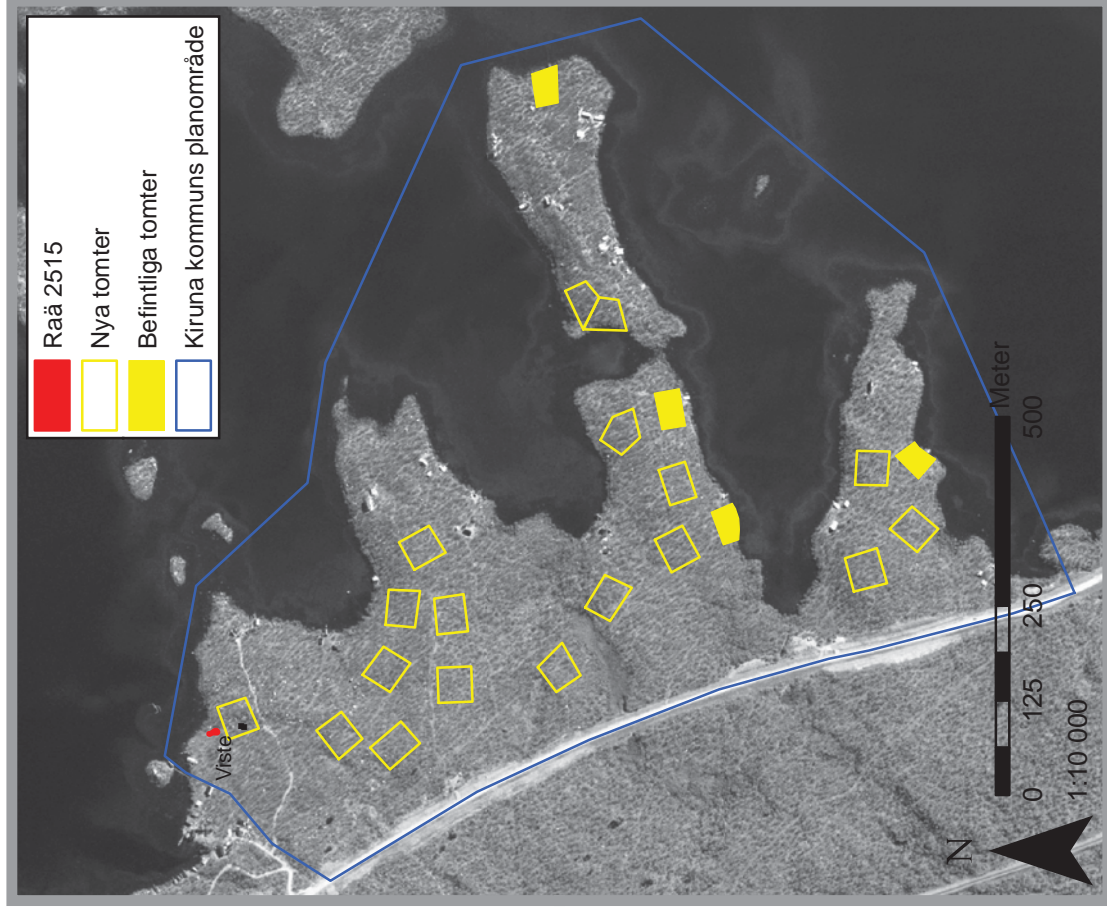 Raä 2515
Nya tomter
Befintliga tomter
Kiruna kommuns planområde
Viste
Meter
0 125 250 500
1:10 000
N